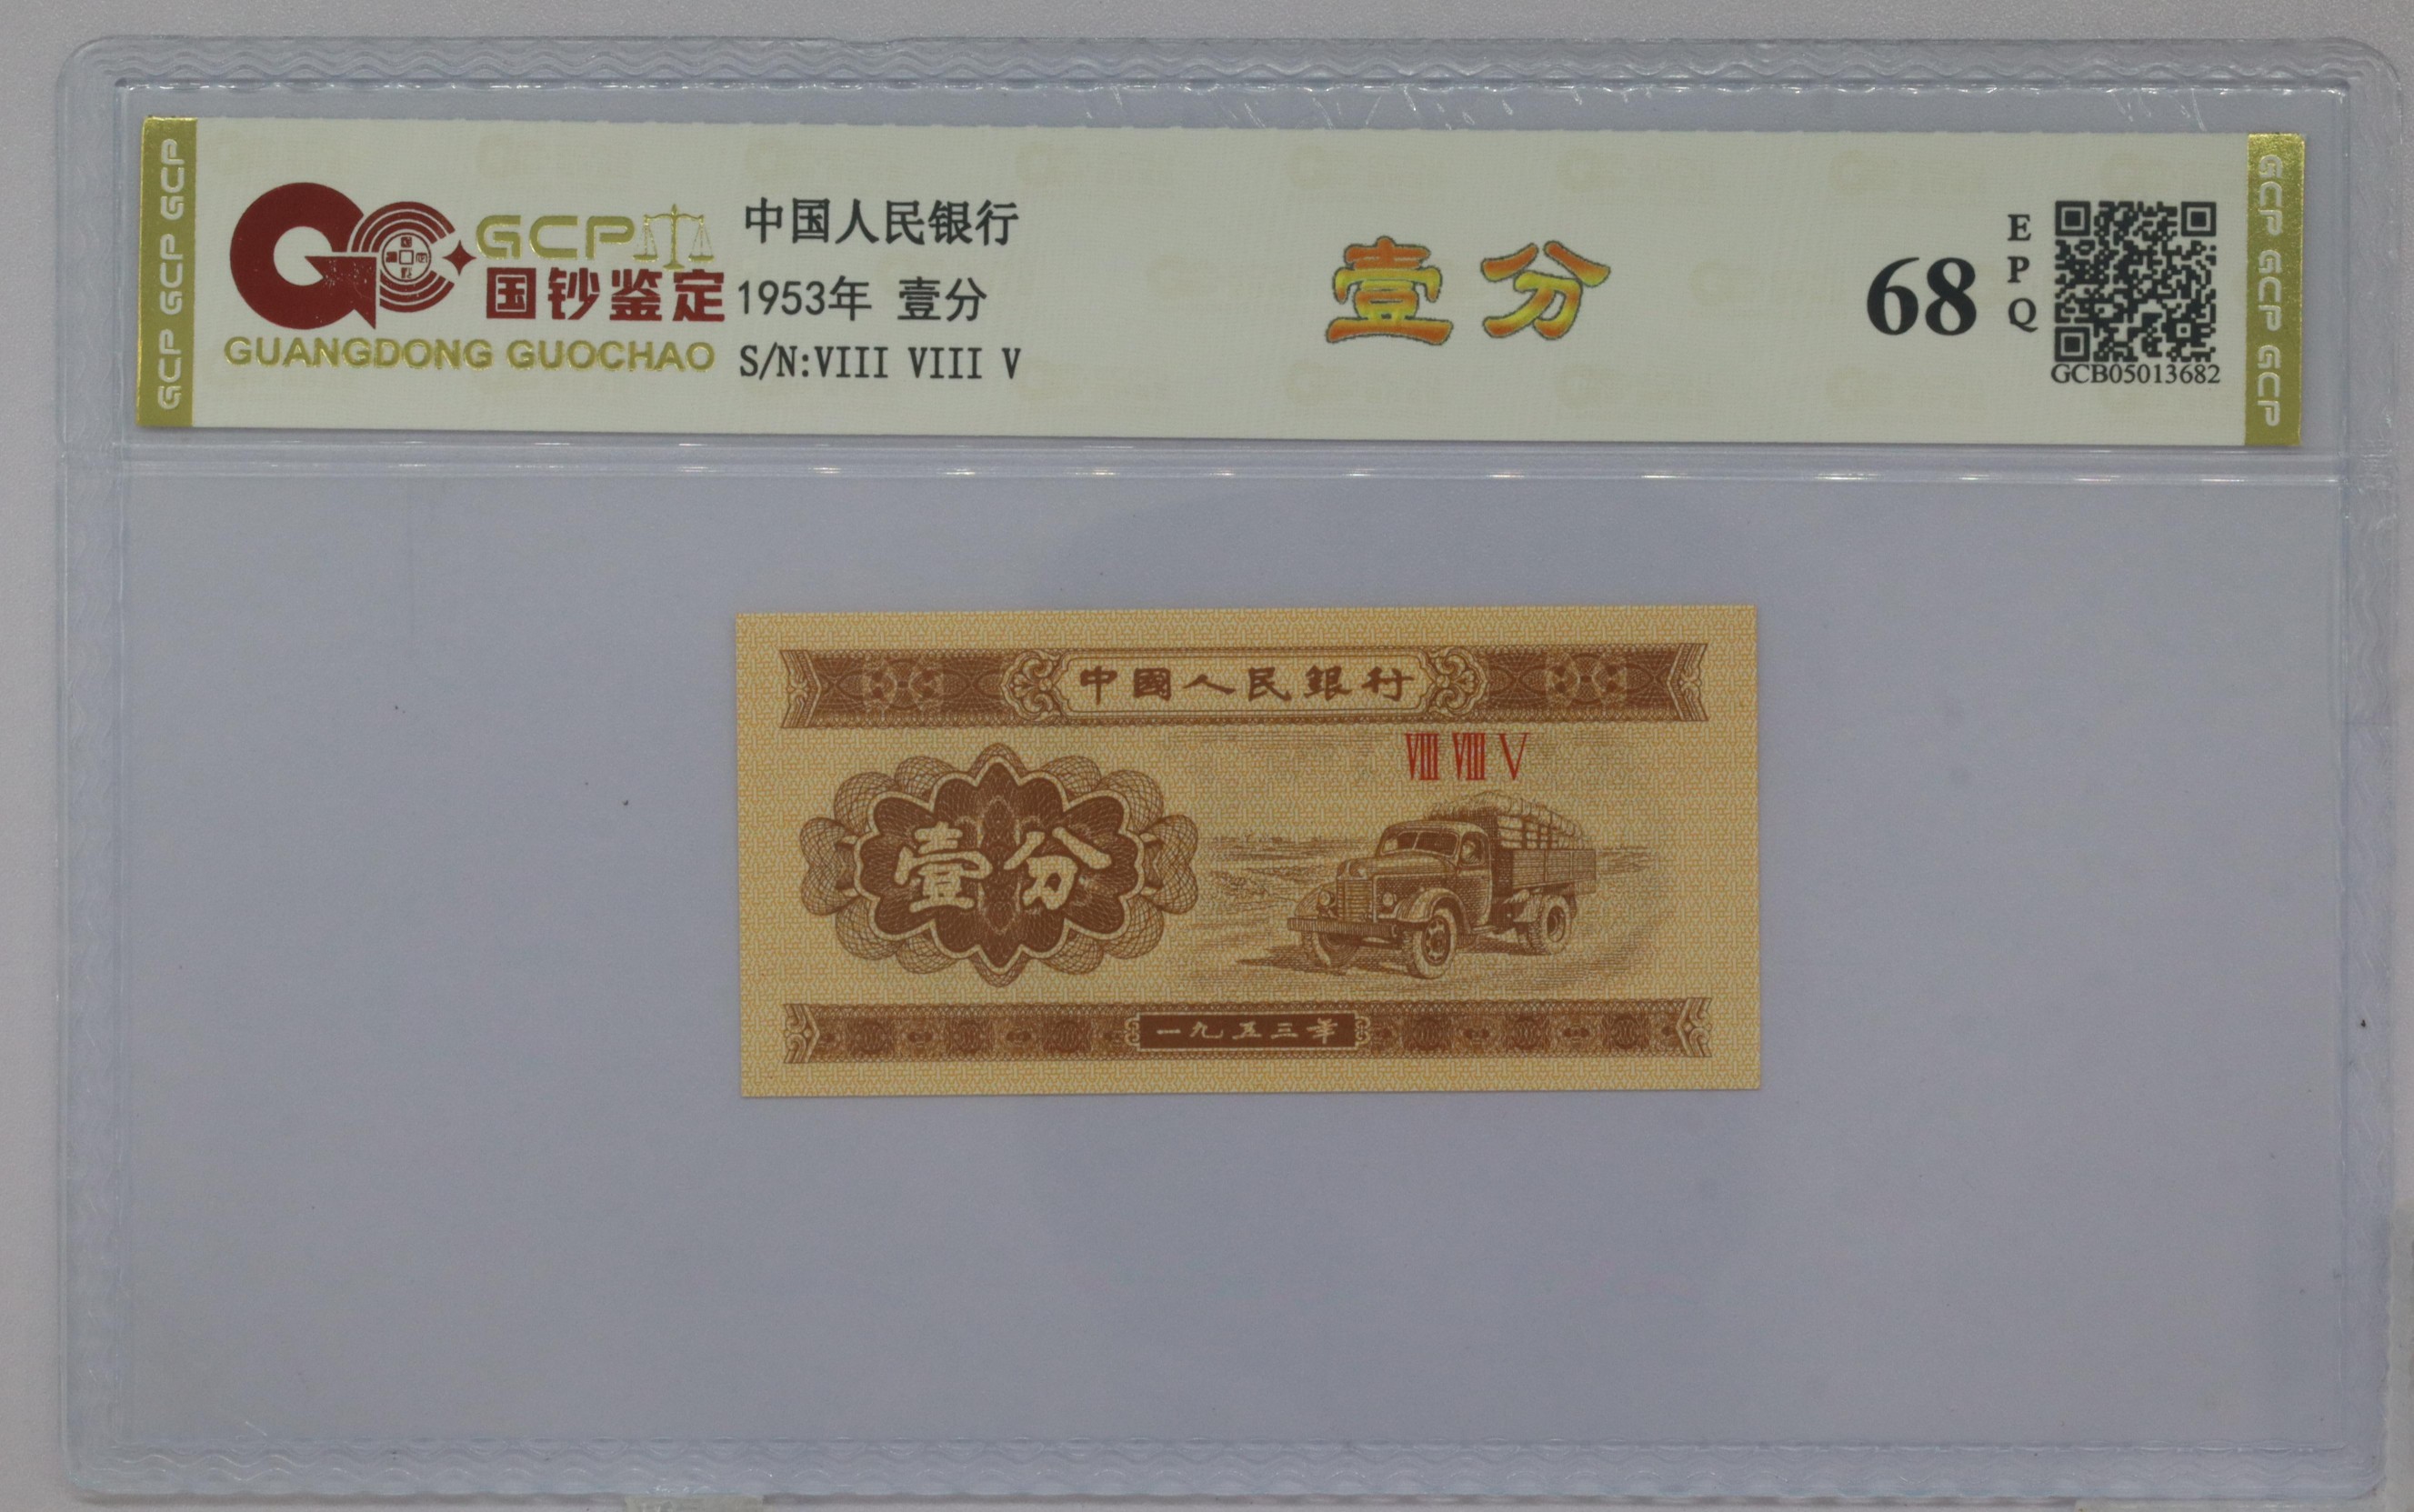 GCP GCP GCP
GCP
国钞鉴定
GUANGDONG GUOCHAO
中国人民银行
1953年 壹分
S/N:VIII VIII V
壹分
68
EPQ
GCB05013682
GCP GCP GCP
中國人民銀行
VIII VIII V
壹分
一九五三年